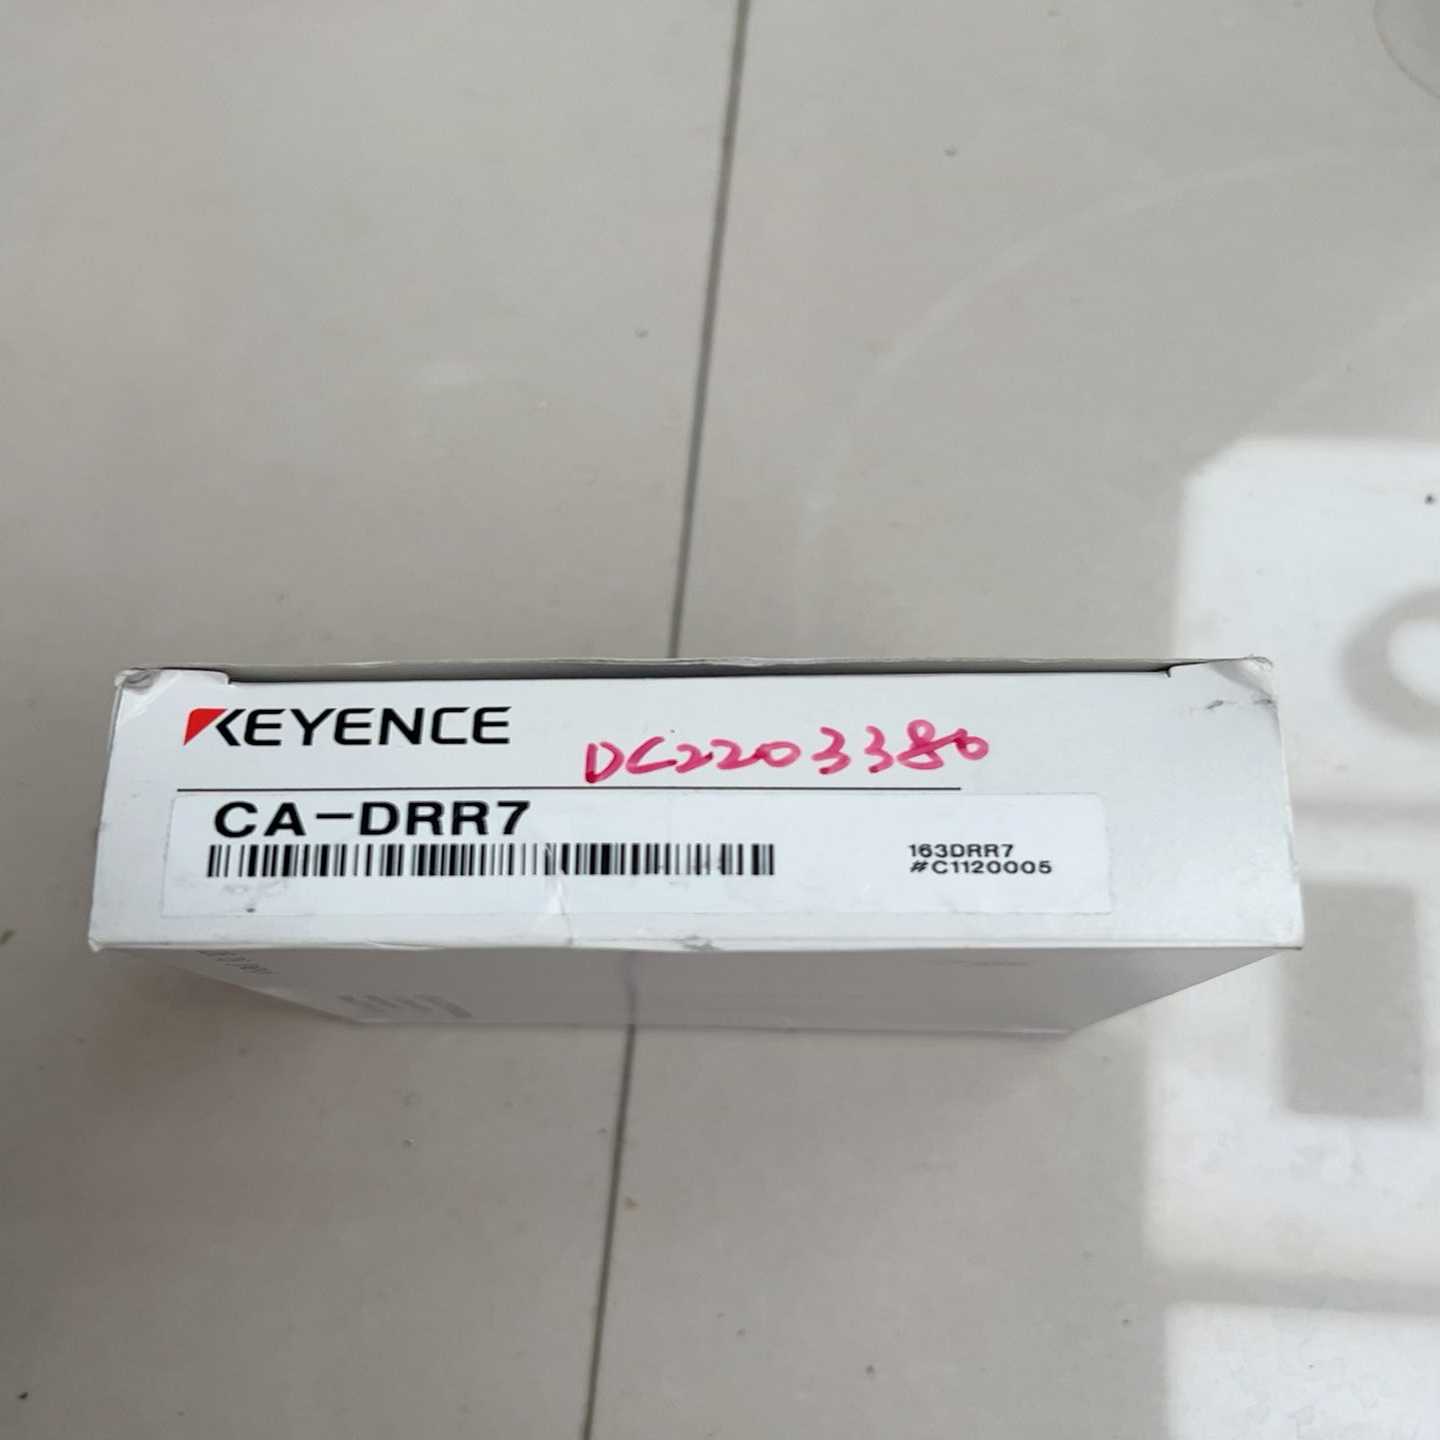 KEYENCE
DC2203380
CA-DRR7
163DRR7
#C1120005